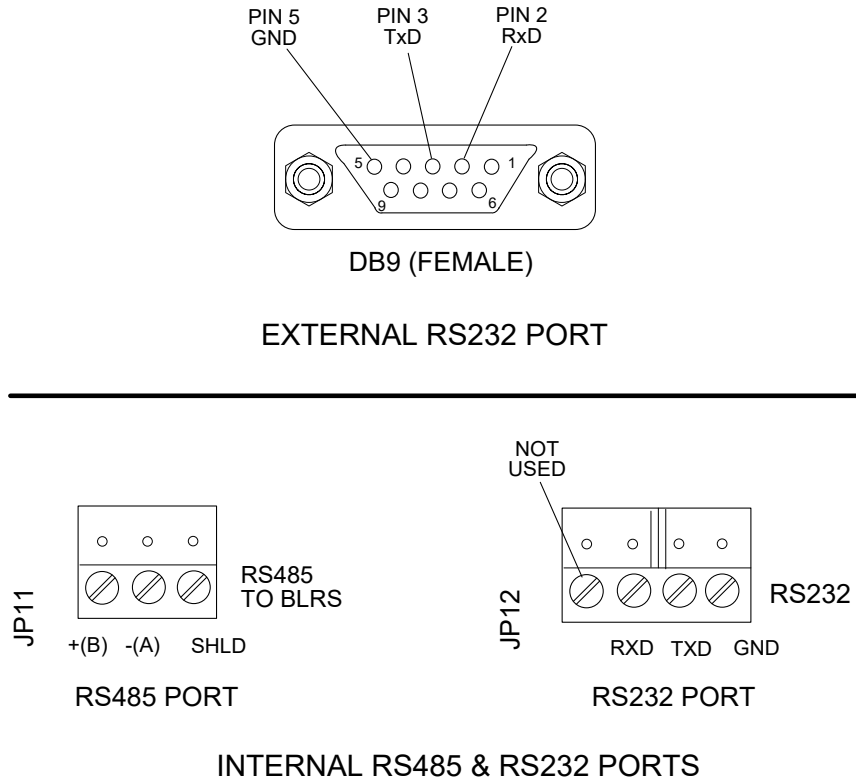 PIN 5
GND
PIN 3
TxD
PIN 2
RxD
5
1
9
6
DB9 (FEMALE)
EXTERNAL RS232 PORT
NOT
USED
JP11
RS485
TO BLRS
+(B) -(A) SHLD
RS485 PORT
JP12
RS232
RXD TXD GND
RS232 PORT
INTERNAL RS485 & RS232 PORTS